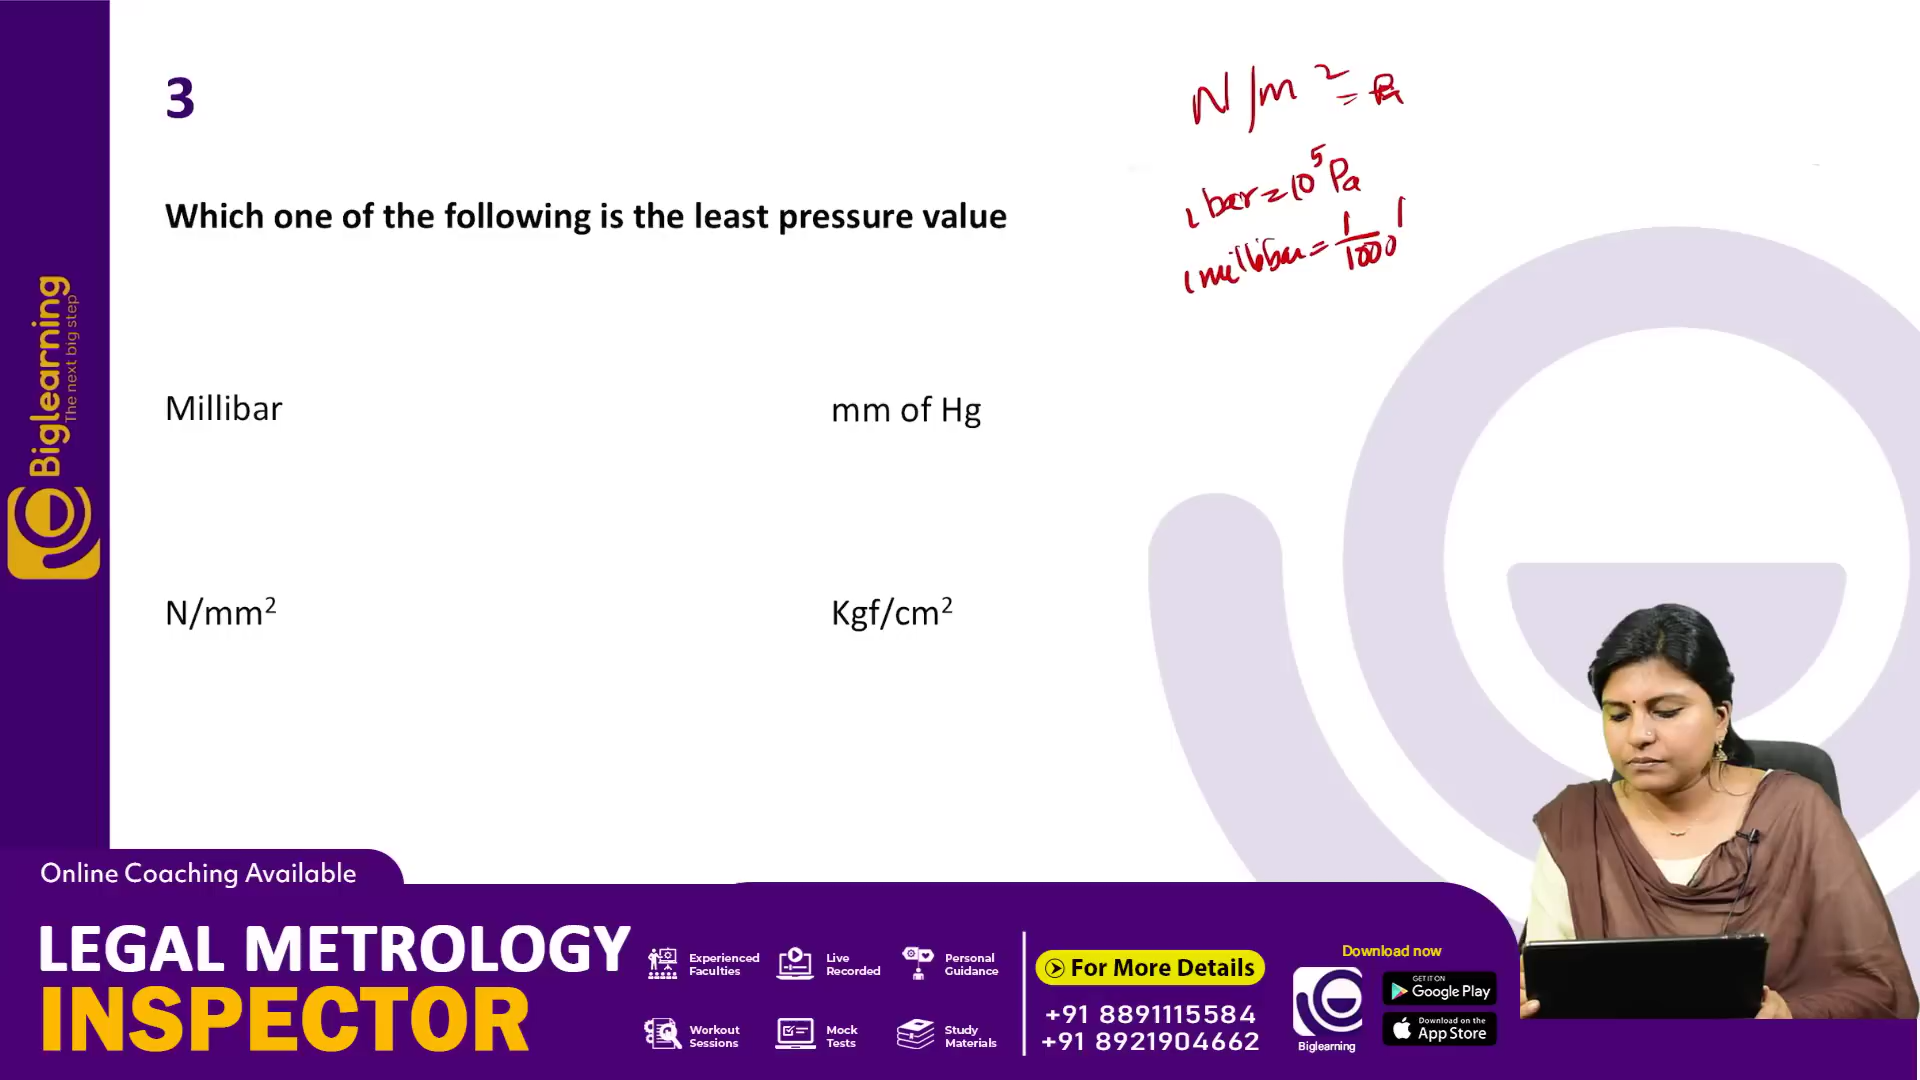 3
N/m² = Pa
1 bar = 10⁵ Pa
1 millibar = 1/1000
Which one of the following is the least pressure value
Millibar
mm of Hg
N/mm²
Kgf/cm²
Biglearning
The next big step
Online Coaching Available
LEGAL METROLOGY
INSPECTOR
Experienced
Faculties
Live
Recorded
Personal
Guidance
Workout
Sessions
Mock
Tests
Study
Materials
For More Details
+91 8891115584
+91 8921904662
Download now
Biglearning
GET IT ON
Google Play
Download on the
App Store